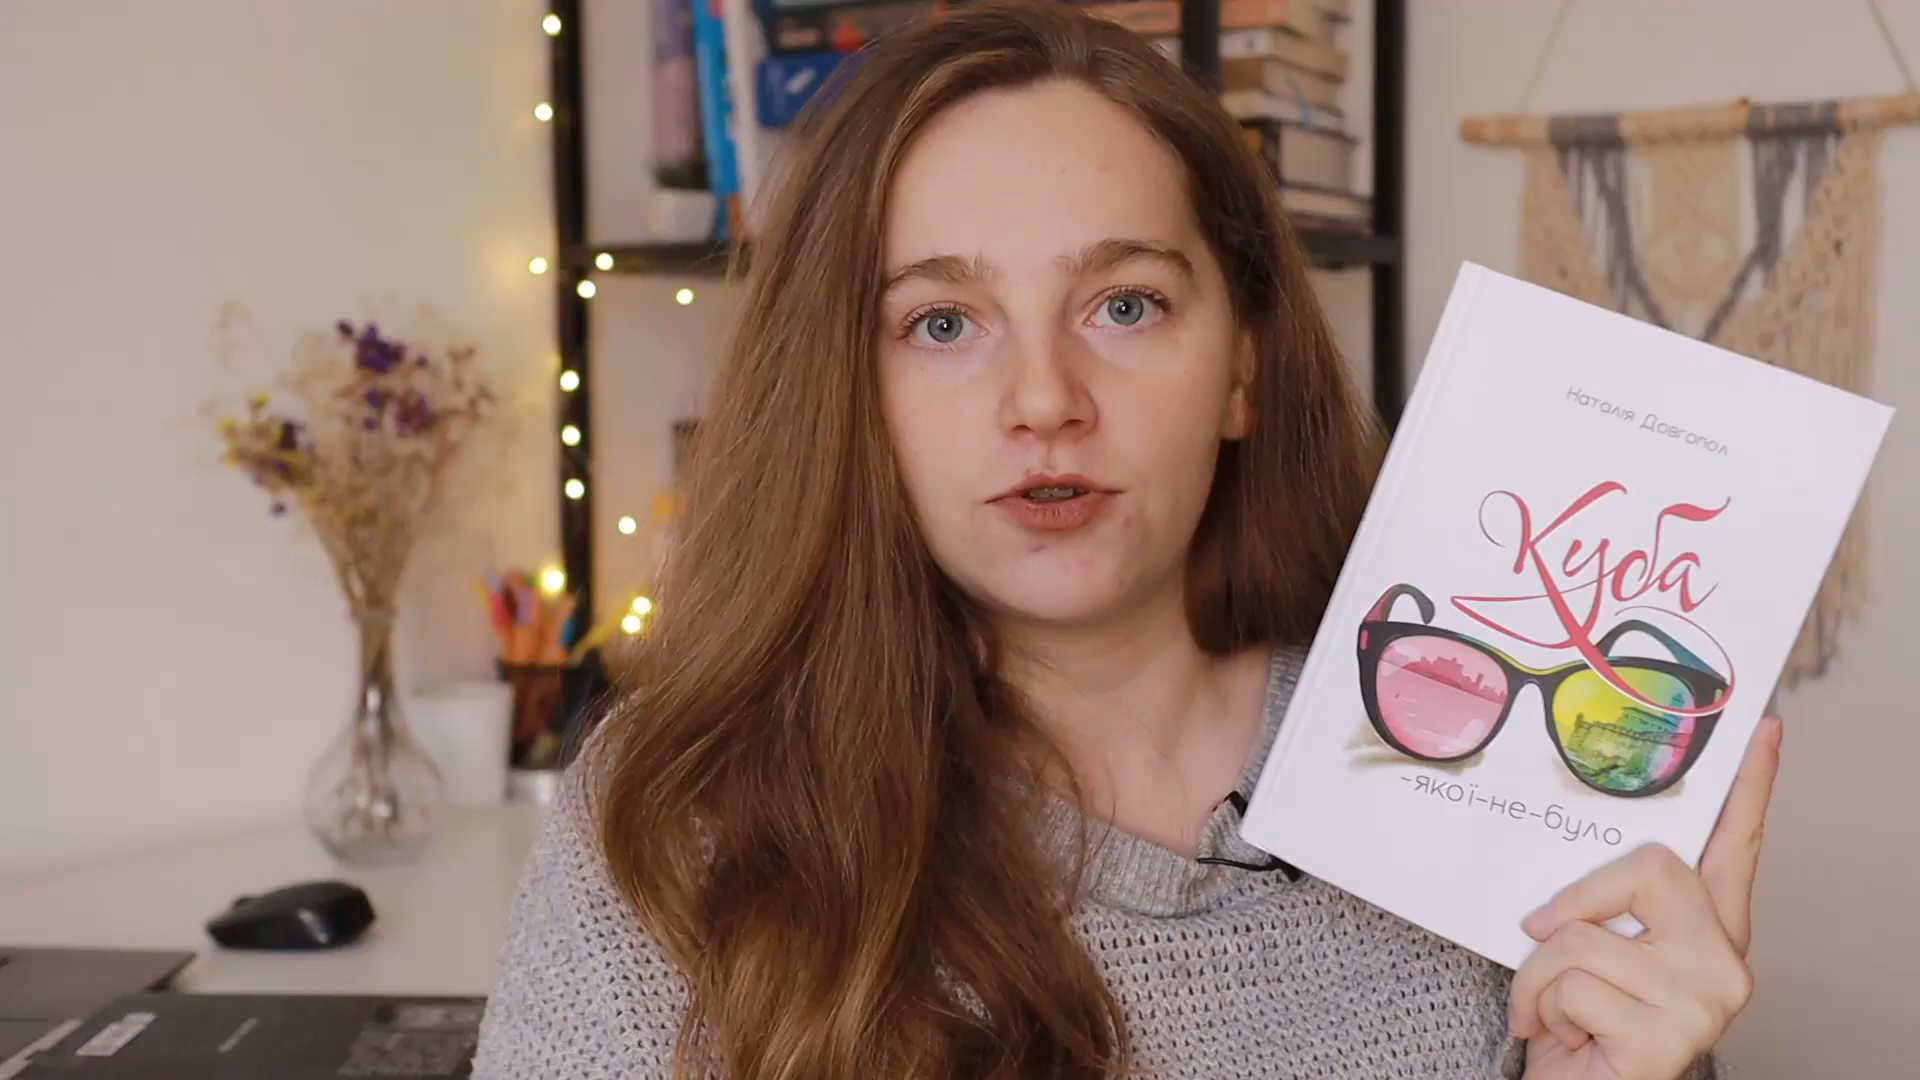 Наталія Довгопол
Куба
-якої-не-було